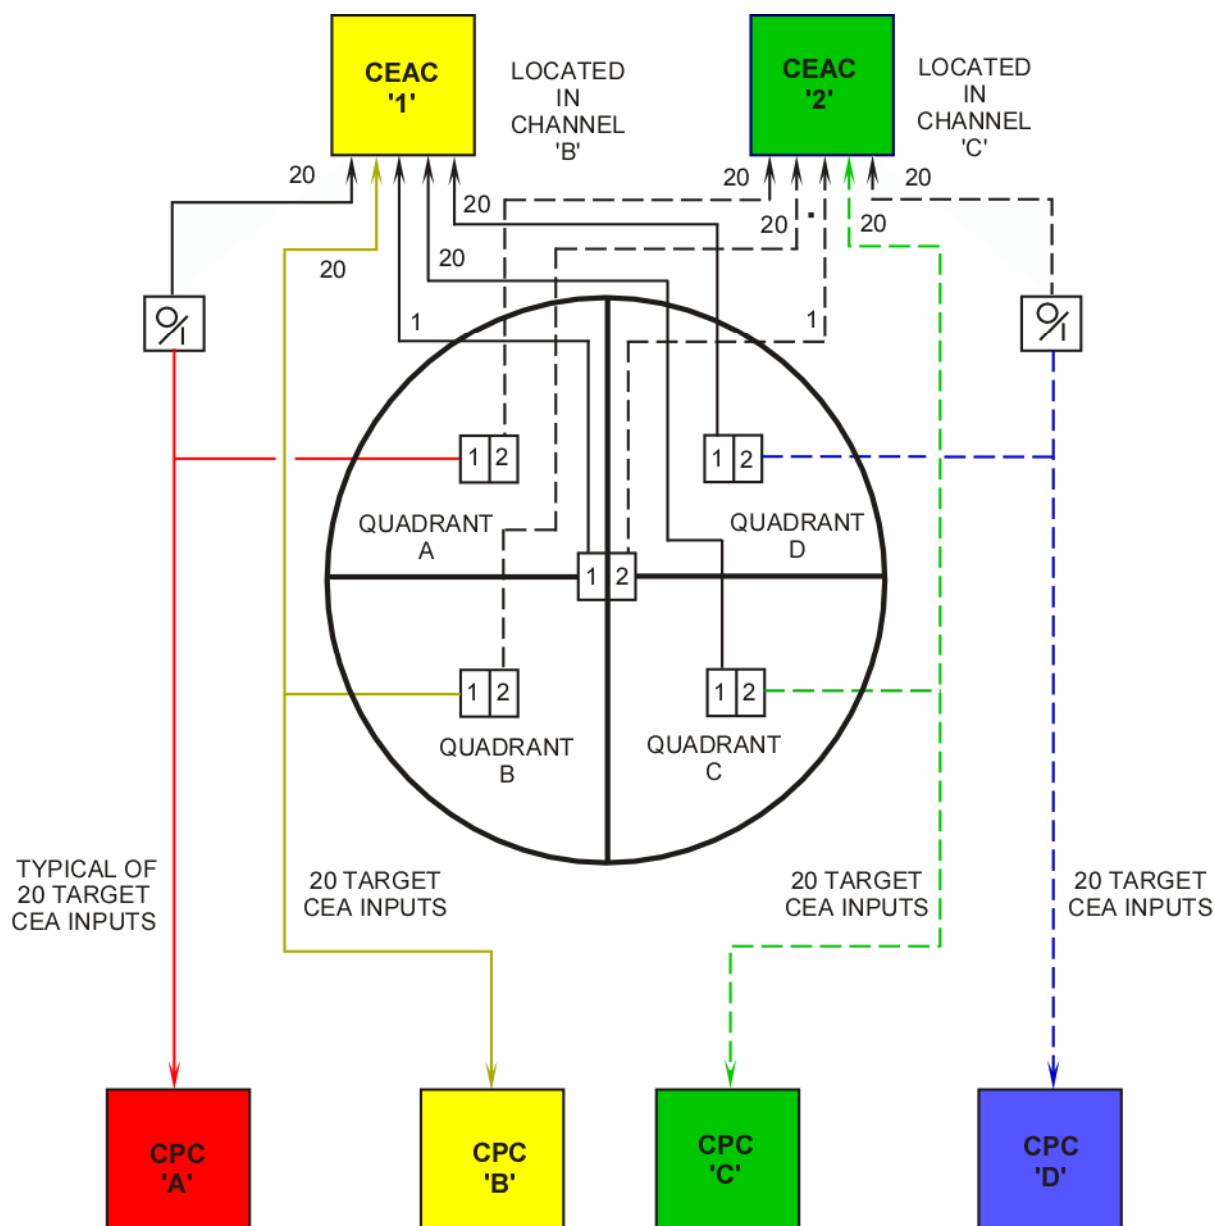 CEAC
'1'
LOCATED
IN
CHANNEL
'B'
CEAC
'2'
LOCATED
IN
CHANNEL
'C'
20
20
20
20
1
20
20
1
20
20
O/I
O/I
1 2
1 2
QUADRANT
A
QUADRANT
D
1 2
1 2
1 2
QUADRANT
B
QUADRANT
C
TYPICAL OF
20 TARGET
CEA INPUTS
20 TARGET
CEA INPUTS
20 TARGET
CEA INPUTS
20 TARGET
CEA INPUTS
CPC
'A'
CPC
'B'
CPC
'C'
CPC
'D'